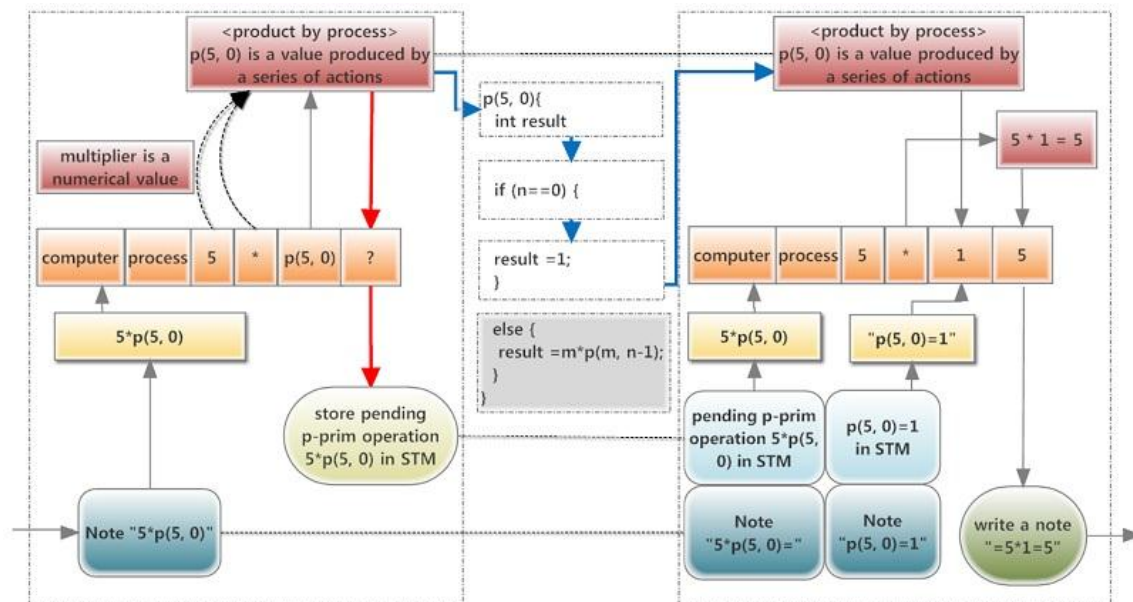 <product by process>
p(5, 0) is a value produced by
a series of actions
multiplier is a
numerical value
computer
process
5
*
p(5, 0)
?
5*p(5, 0)
store pending
p-prim operation
5*p(5, 0) in STM
Note "5*p(5, 0)"
p(5, 0){
int result
if (n==0) {
result =1;
}
else {
result =m*p(m, n-1);
}
}
<product by process>
p(5, 0) is a value produced by
a series of actions
5 * 1 = 5
computer
process
5
*
1
5
5*p(5, 0)
"p(5, 0)=1"
pending p-prim
operation 5*p(5,
0) in STM
p(5, 0)=1
in STM
Note
"5*p(5, 0)="
Note
"p(5, 0)=1"
write a note
"=5*1=5"